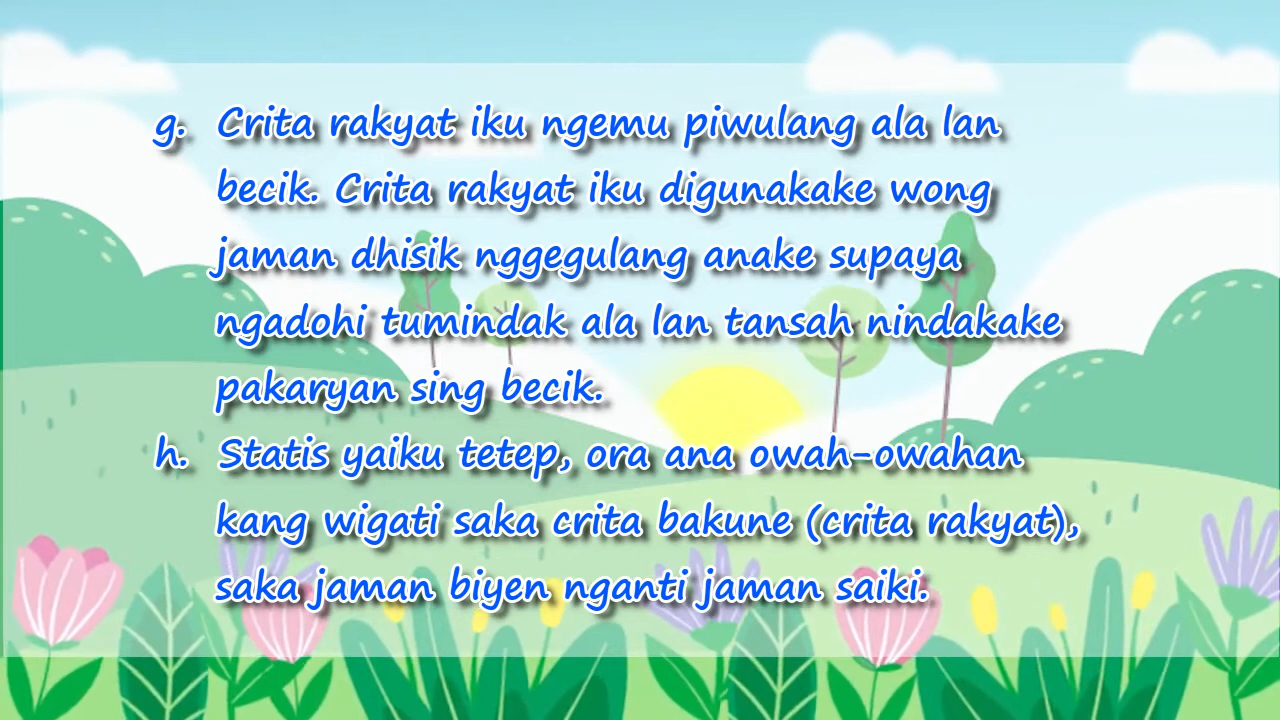 g. Crita rakyat iku ngemu piwulang ala lan
becik. Crita rakyat iku digunakake wong
jaman dhisik nggegulang anake supaya
ngadohi tumindak ala lan tansah nindakake
pakaryan sing becik.
h. Statis yaiku tetep, ora ana owah-owahan
kang wigati saka crita bakune (crita rakyat),
saka jaman biyen nganti jaman saiki.